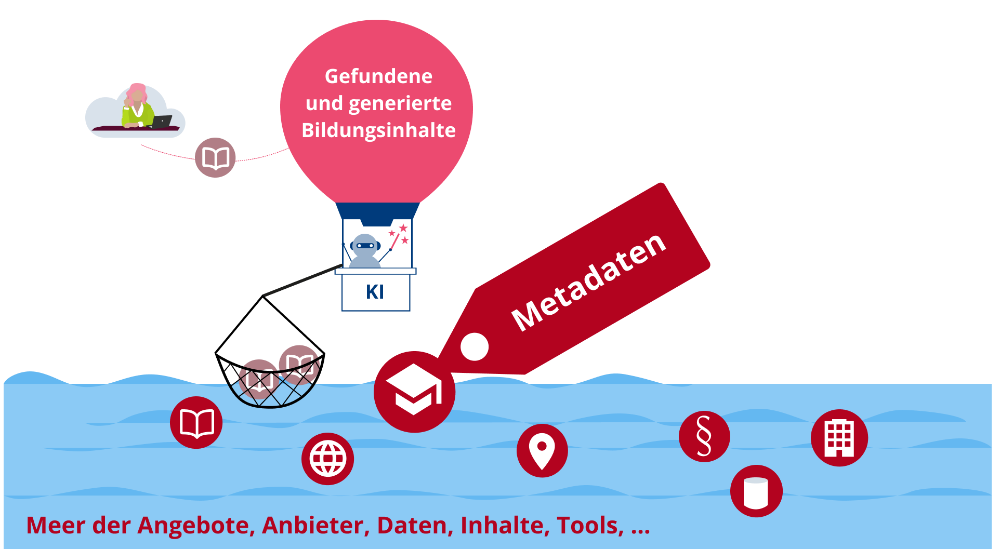 Gefundene
und generierte
Bildungsinhalte
KI
Metadaten
§
Meer der Angebote, Anbieter, Daten, Inhalte, Tools, ...